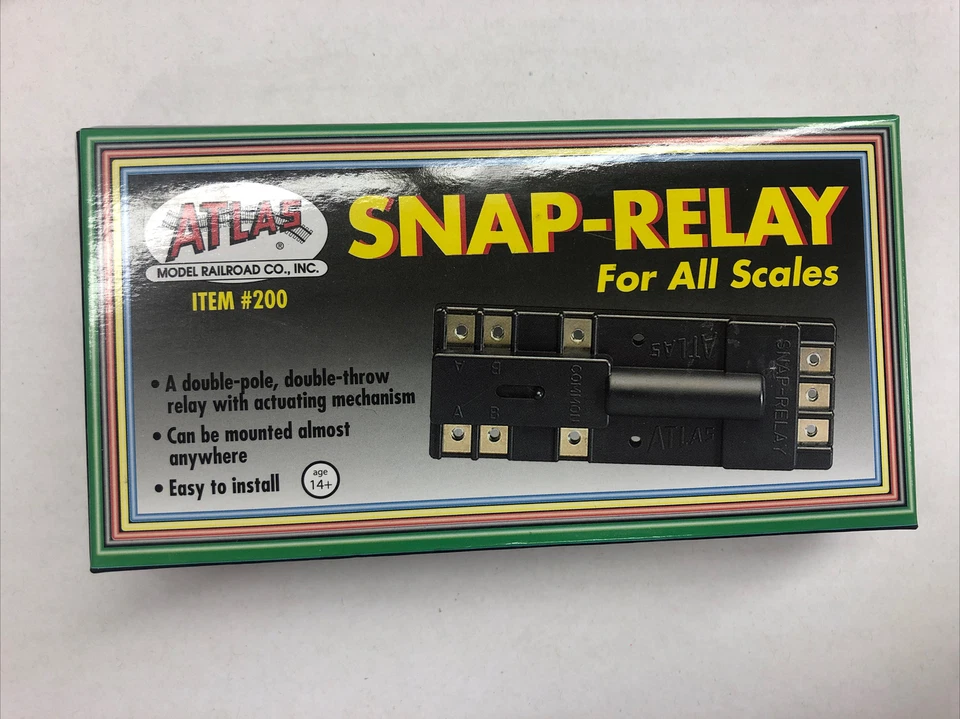 ATLAS®
MODEL RAILROAD CO., INC.
ITEM #200
SNAP-RELAY
For All Scales
• A double-pole, double-throw
relay with actuating mechanism
• Can be mounted almost
anywhere
• Easy to install
age
14+
A B COMMON
A B
ATLAS
ATLAS
SNAP-RELAY